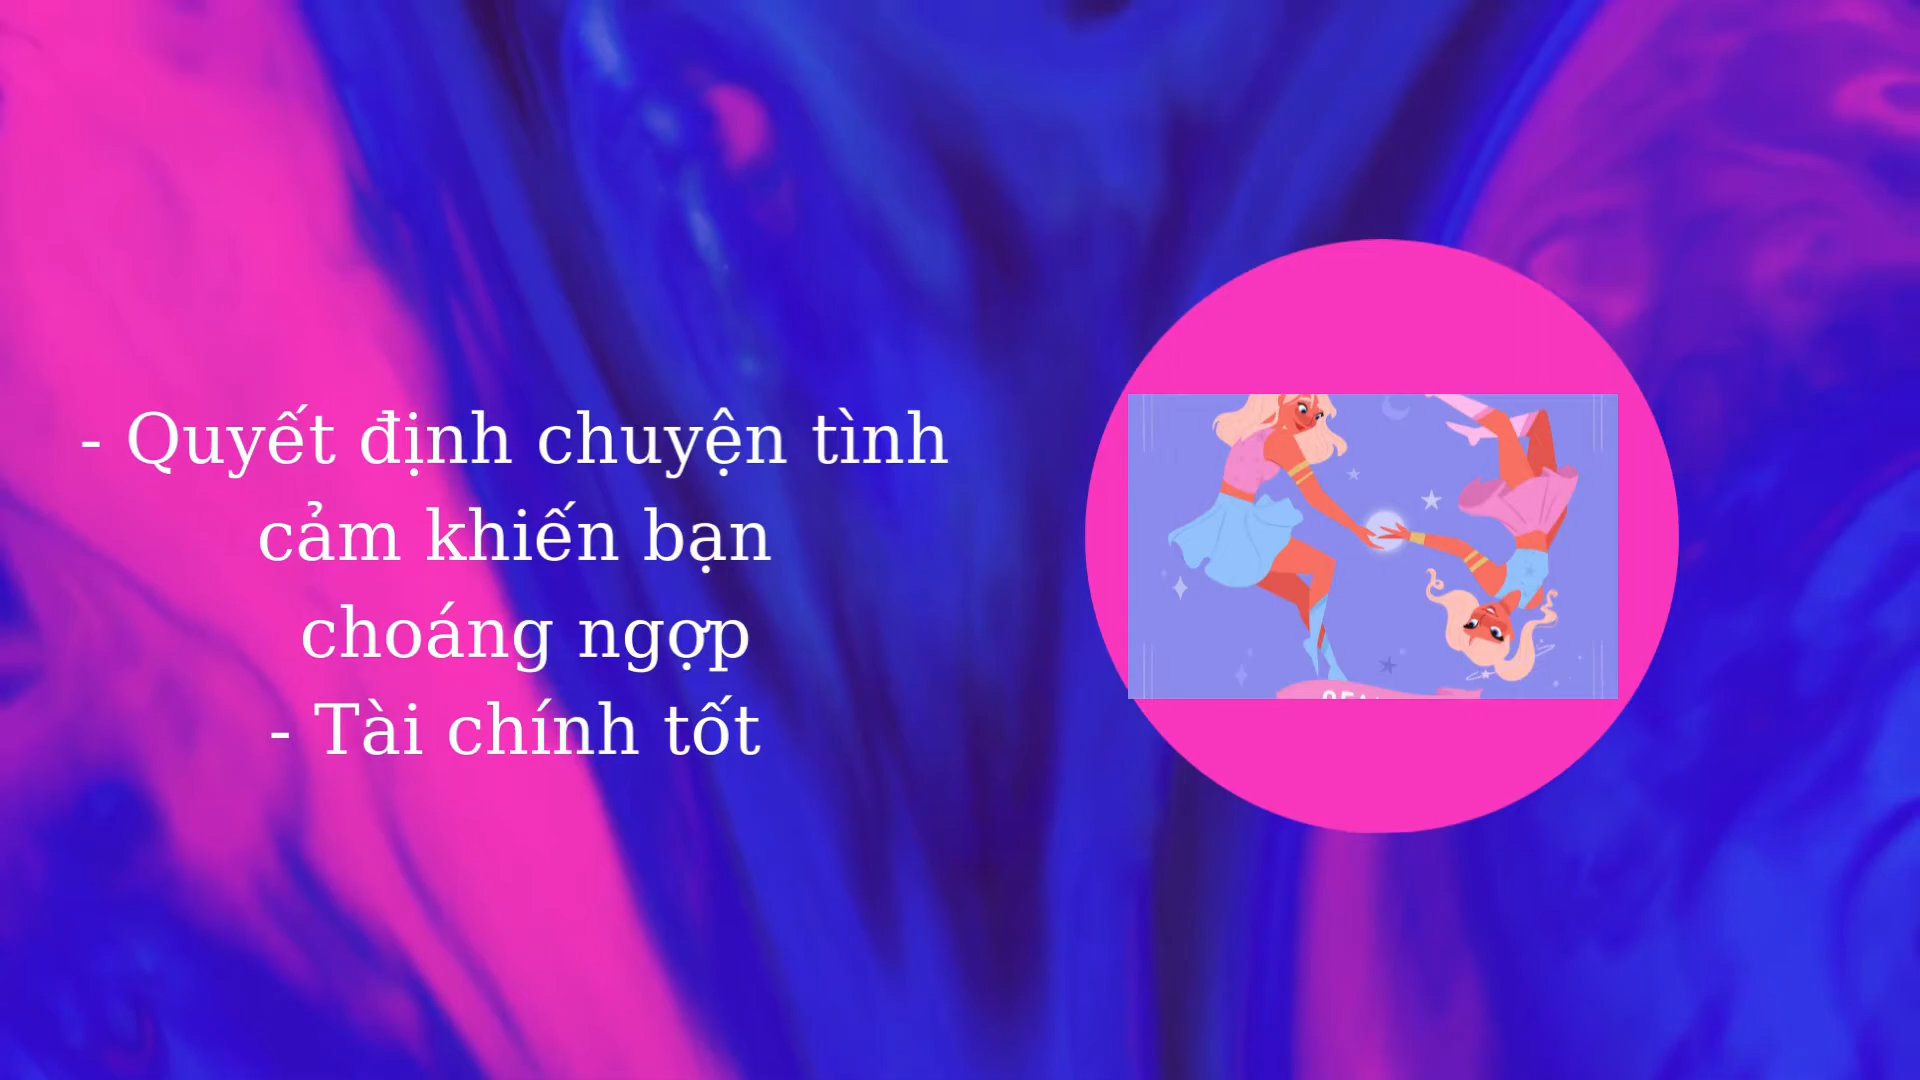 - Quyết định chuyện tình
cảm khiến bạn
choáng ngợp
- Tài chính tốt